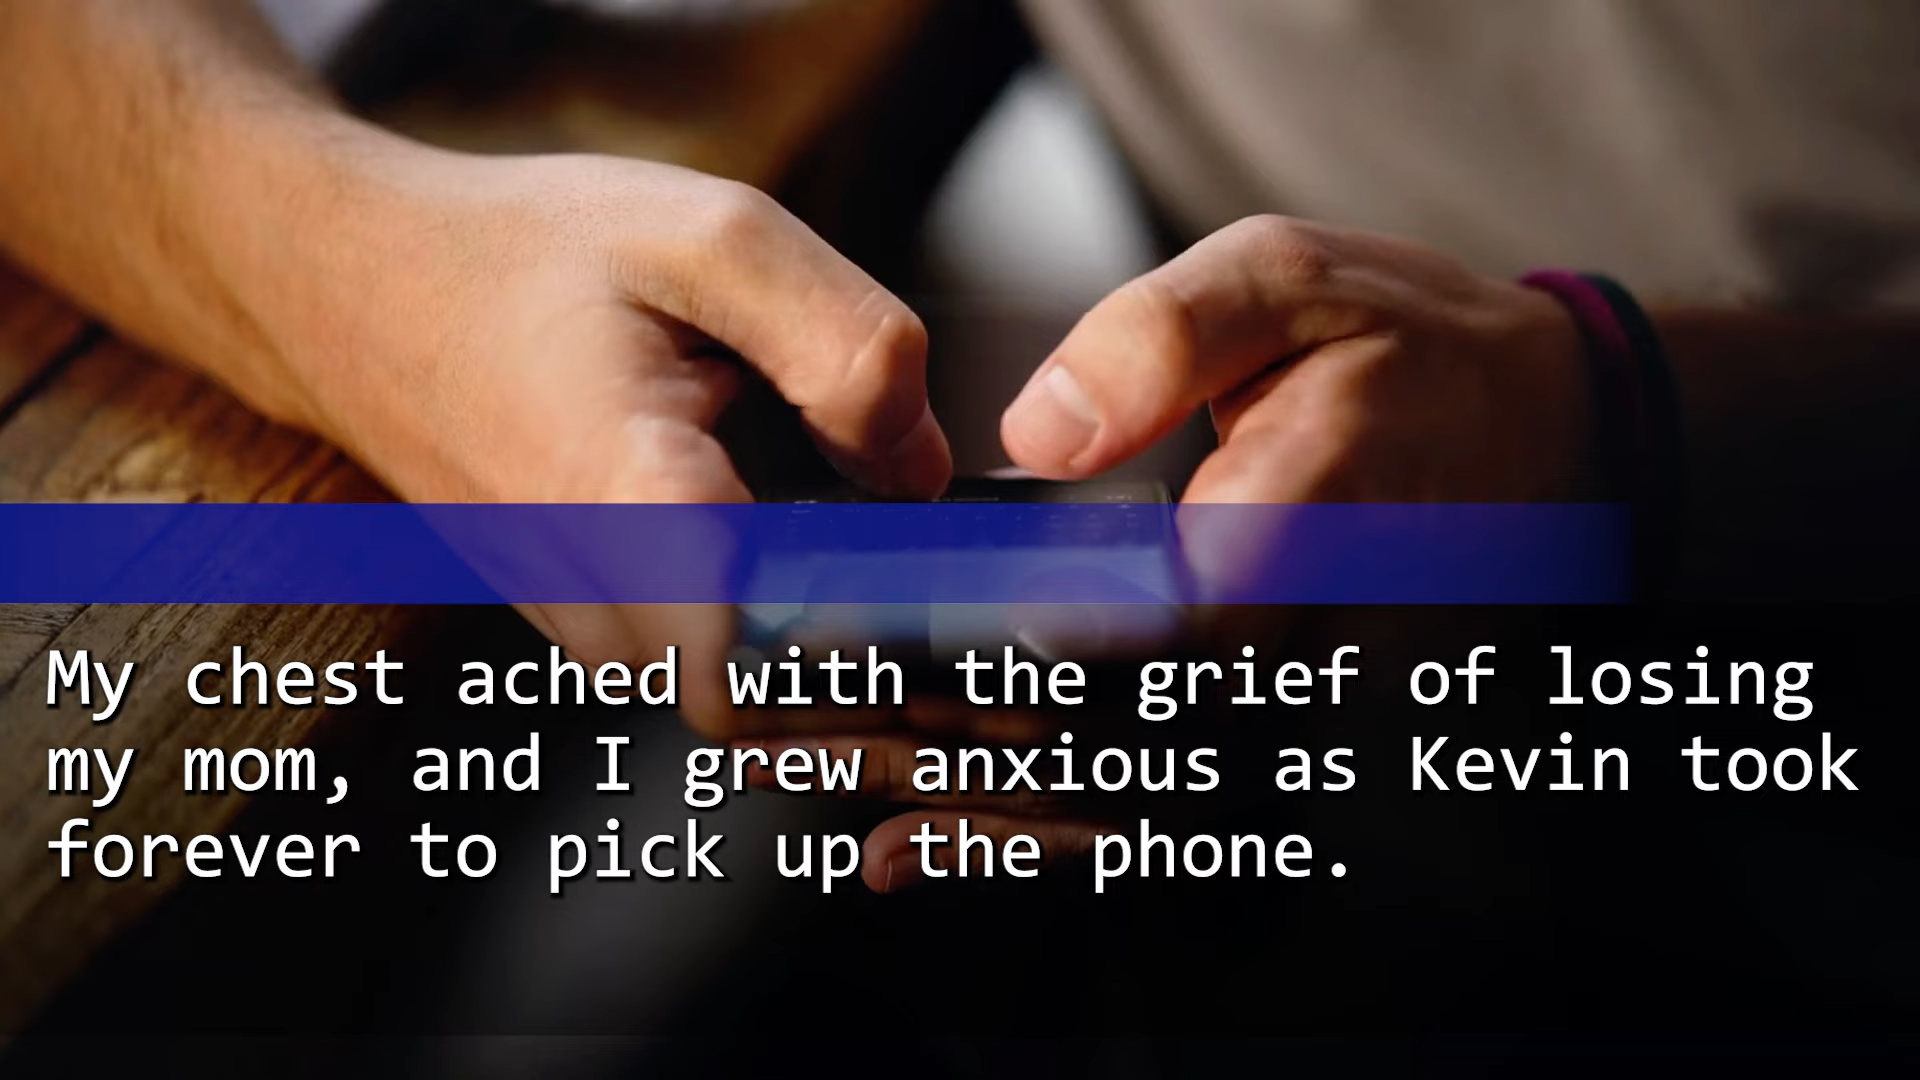 My chest ached with the grief of losing
my mom, and I grew anxious as Kevin took
forever to pick up the phone.